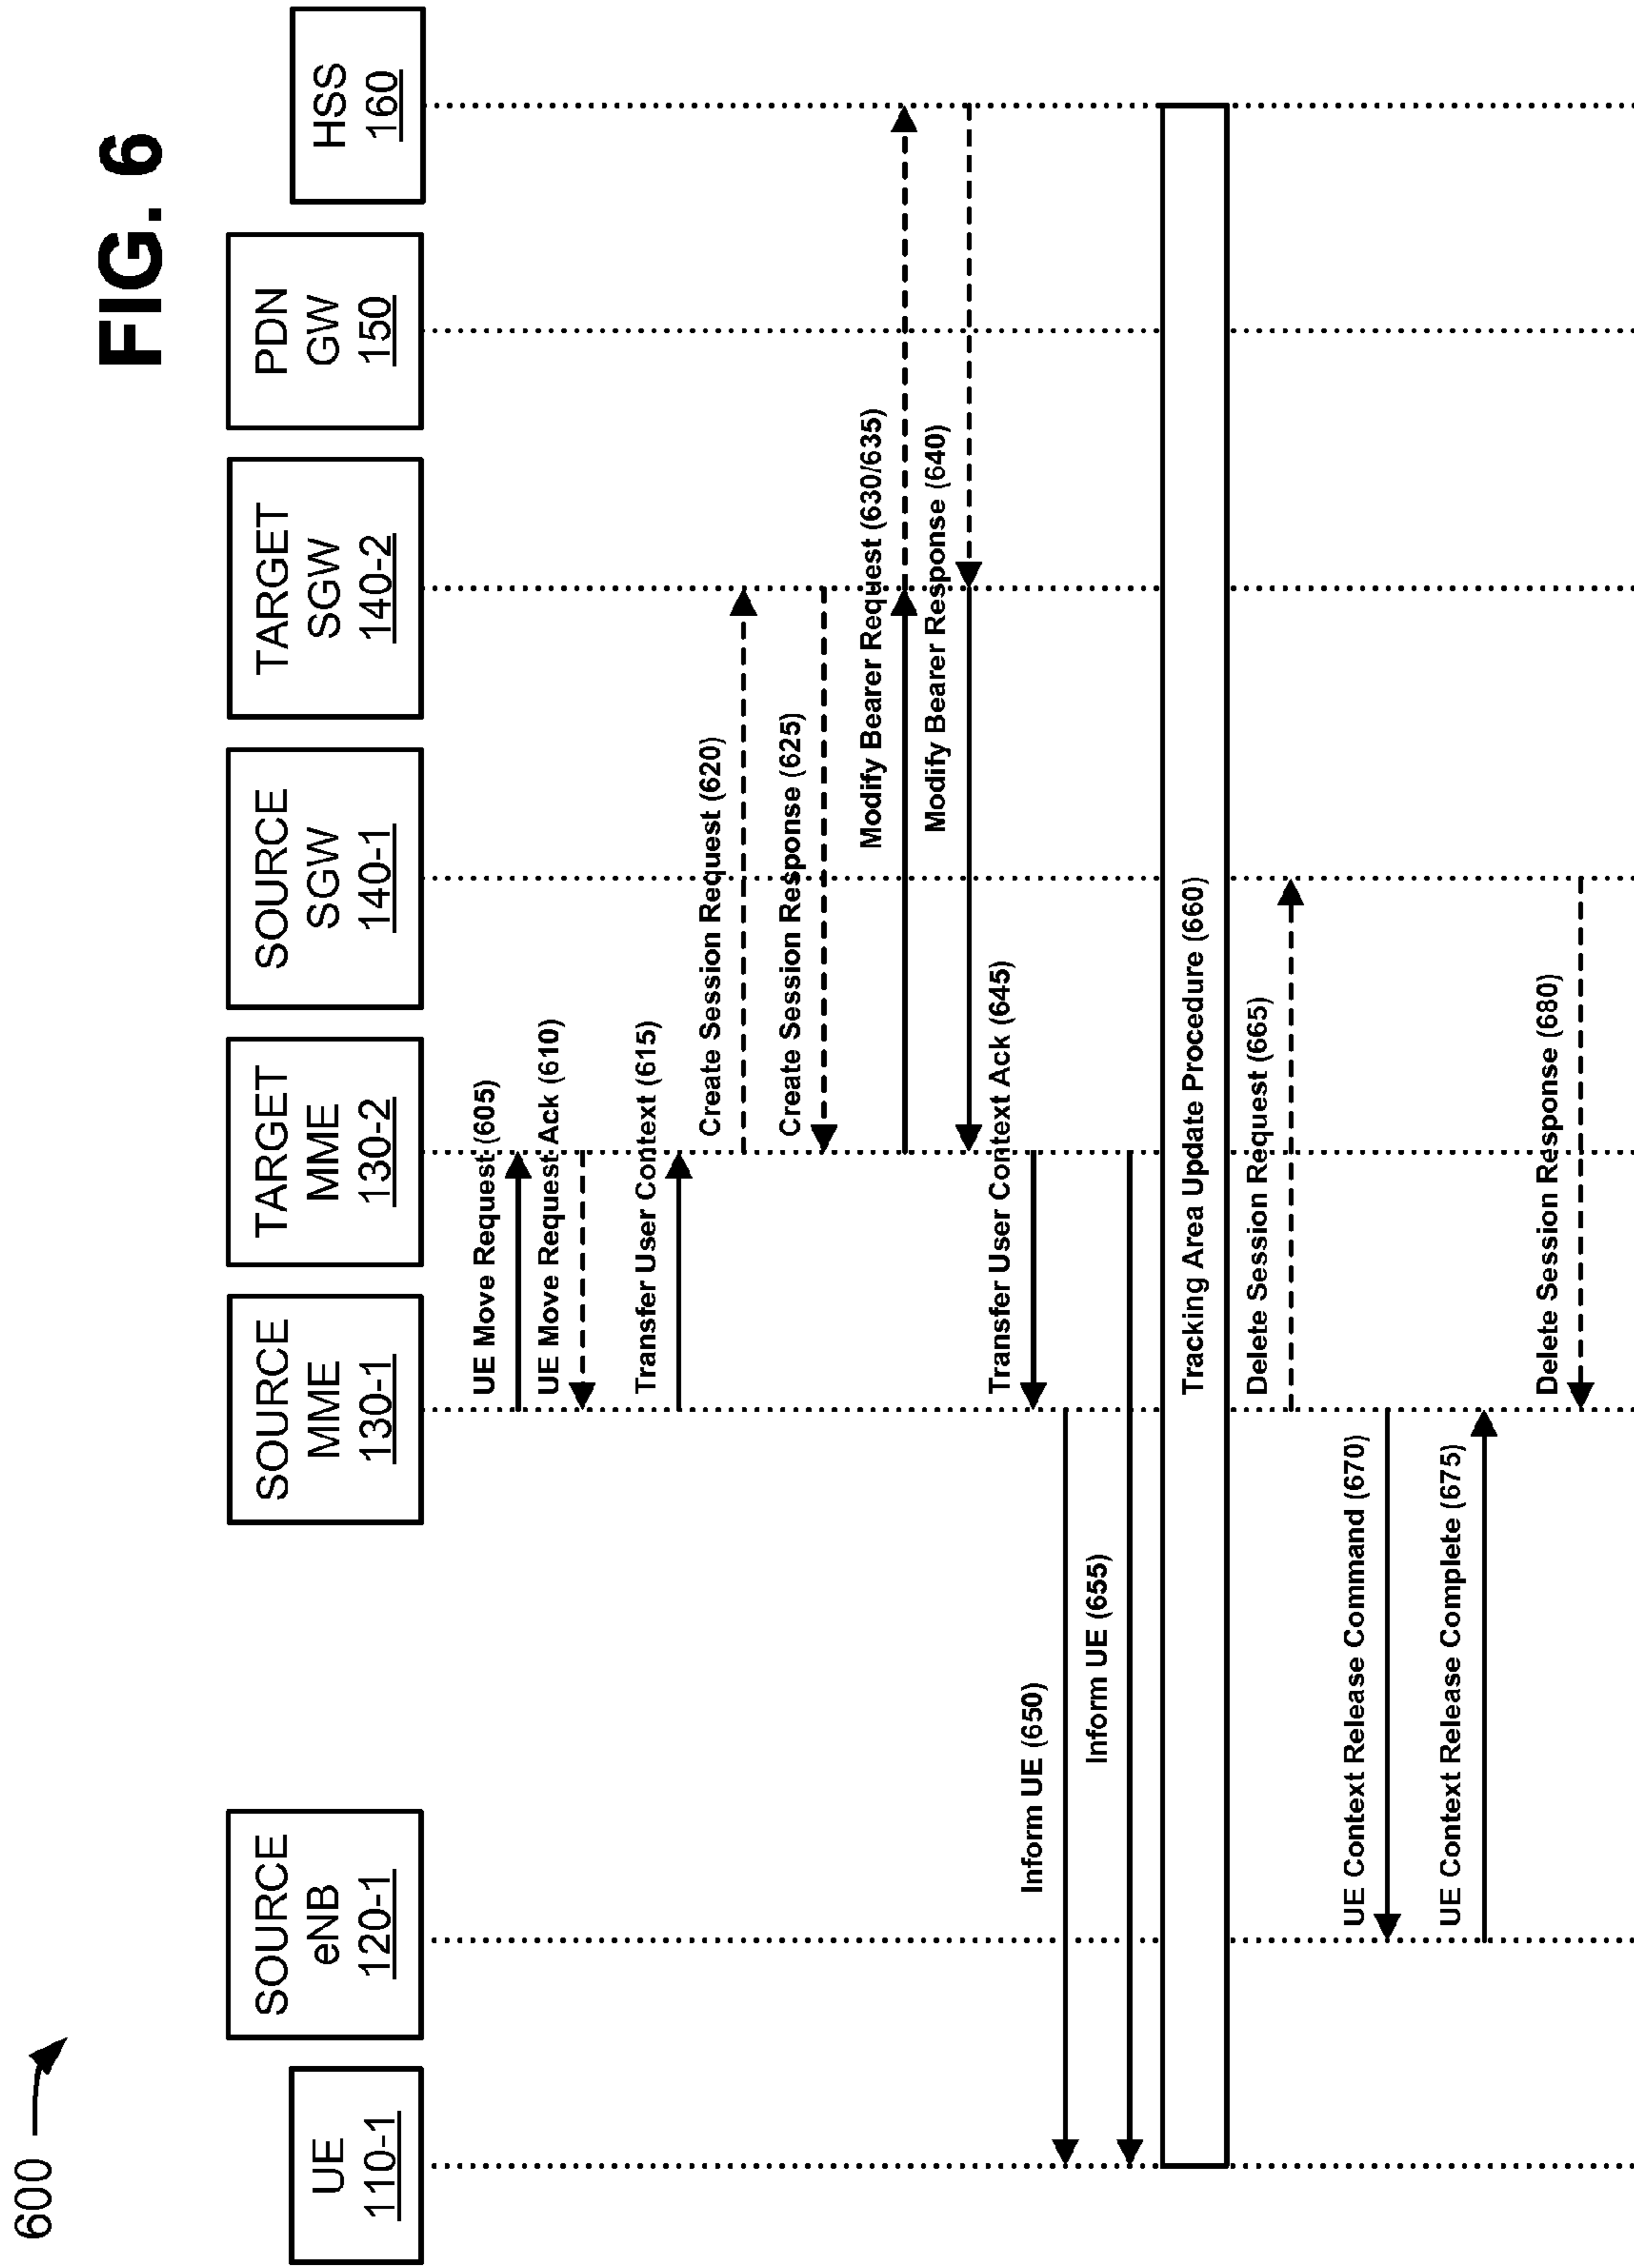 600
FIG. 6
UE
110-1
SOURCE
eNB
120-1
SOURCE
MME
130-1
TARGET
MME
130-2
SOURCE
SGW
140-1
TARGET
SGW
140-2
PDN
GW
150
HSS
160
UE Move Request (605)
UE Move Request Ack (610)
Transfer User Context (615)
Create Session Request (620)
Create Session Response (625)
Modify Bearer Request (630/635)
Modify Bearer Response (640)
Transfer User Context Ack (645)
Inform UE (650)
Inform UE (655)
Tracking Area Update Procedure (660)
Delete Session Request (665)
UE Context Release Command (670)
UE Context Release Complete (675)
Delete Session Response (680)